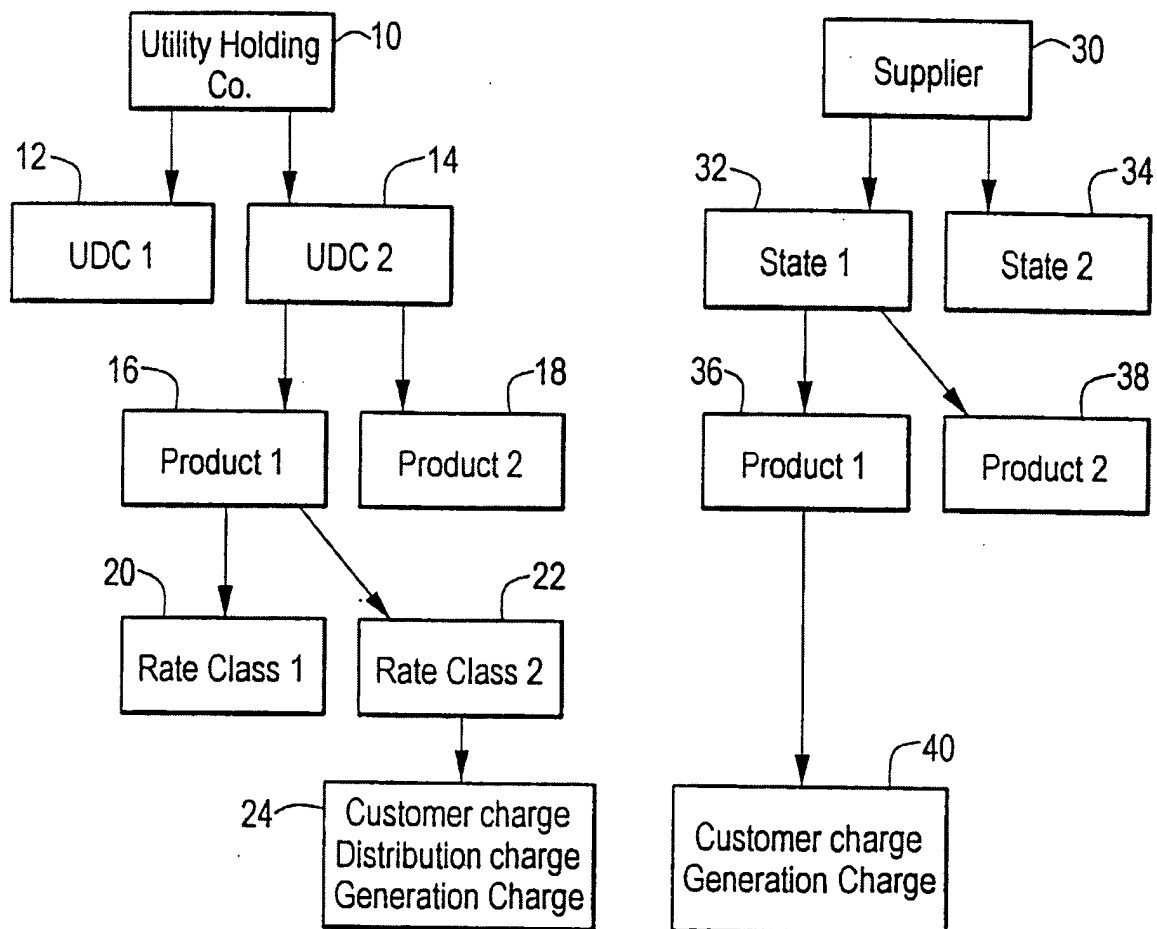 Utility Holding
Co.
10
Supplier
30
12
14
32
34
UDC 1
UDC 2
State 1
State 2
16
18
36
38
Product 1
Product 2
Product 1
Product 2
20
22
Rate Class 1
Rate Class 2
40
24
Customer charge
Distribution charge
Generation Charge
Customer charge
Generation Charge